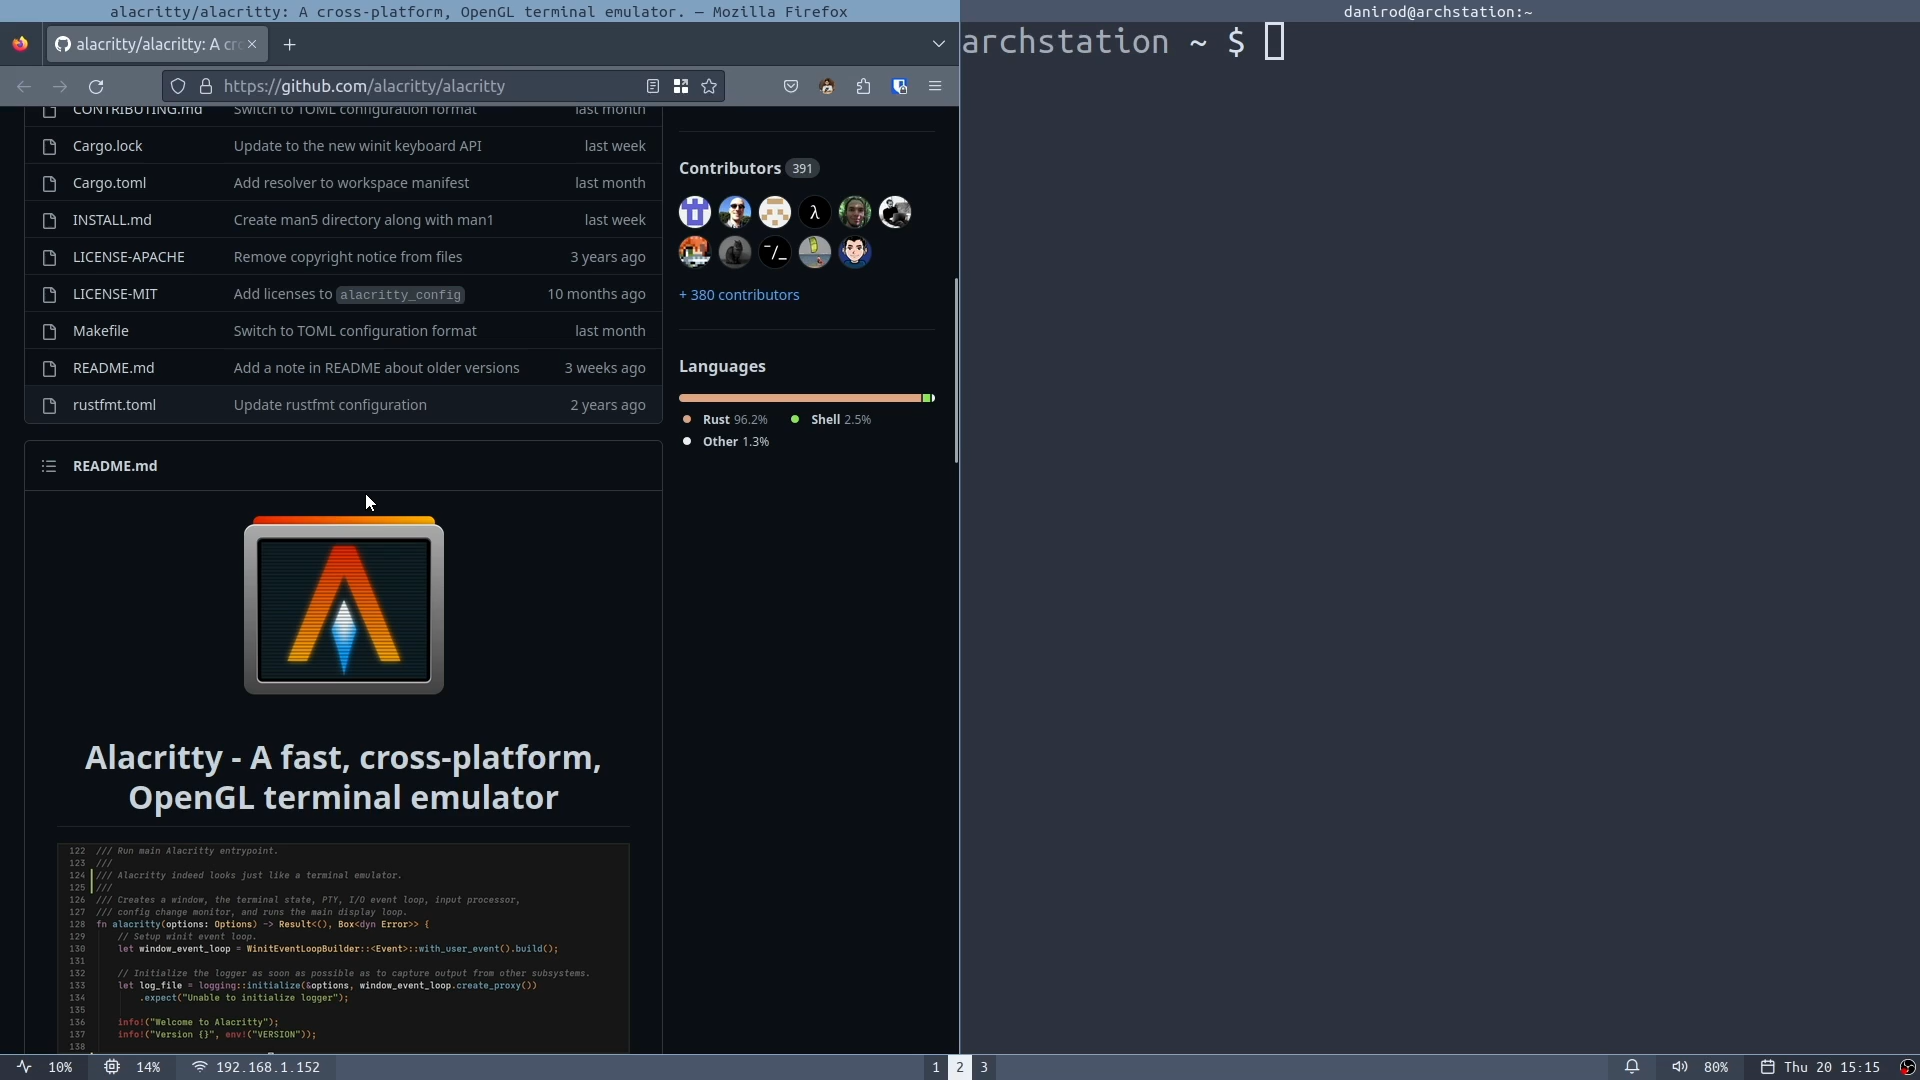 alacritty/alacritty: A cross-platform, OpenGL terminal emulator. — Mozilla Firefox
danirod@archstation:~
alacritty/alacritty: A cr
archstation ~ $
https://github.com/alacritty/alacritty
CONTRIBUTING.md Switch to TOML configuration format last month
Cargo.lock Update to the new winit keyboard API last week
Cargo.toml Add resolver to workspace manifest last month
INSTALL.md Create man5 directory along with man1 last week
LICENSE-APACHE Remove copyright notice from files 3 years ago
LICENSE-MIT Add licenses to alacritty_config 10 months ago
Makefile Switch to TOML configuration format last month
README.md Add a note in README about older versions 3 weeks ago
rustfmt.toml Update rustfmt configuration 2 years ago
Contributors 391
λ
~/_
+ 380 contributors
Languages
Rust 96.2% Shell 2.5%
Other 1.3%
README.md
Alacritty - A fast, cross-platform,
OpenGL terminal emulator
122 /// Run main Alacritty entrypoint.
123 ///
124 /// Alacritty indeed looks just like a terminal emulator.
125 ///
126 /// Creates a window, the terminal state, PTY, I/O event loop, input processor,
127 /// config change monitor, and runs the main display loop.
128 fn alacritty(options: Options) -> Result<(), Box<dyn Error>> {
129 // Setup winit event loop.
130 let window_event_loop = WinitEventLoopBuilder::<Event>::with_user_event().build();
131
132 // Initialize the logger as soon as possible as to capture output from other subsystems.
133 let log_file = logging::initialize(&options, window_event_loop.create_proxy())
134 .expect("Unable to initialize logger");
135
136 info!("Welcome to Alacritty");
137 info!("Version {}", env!("VERSION"));
138
10% 14% 192.168.1.152
1 2 3
80% Thu 20 15:15